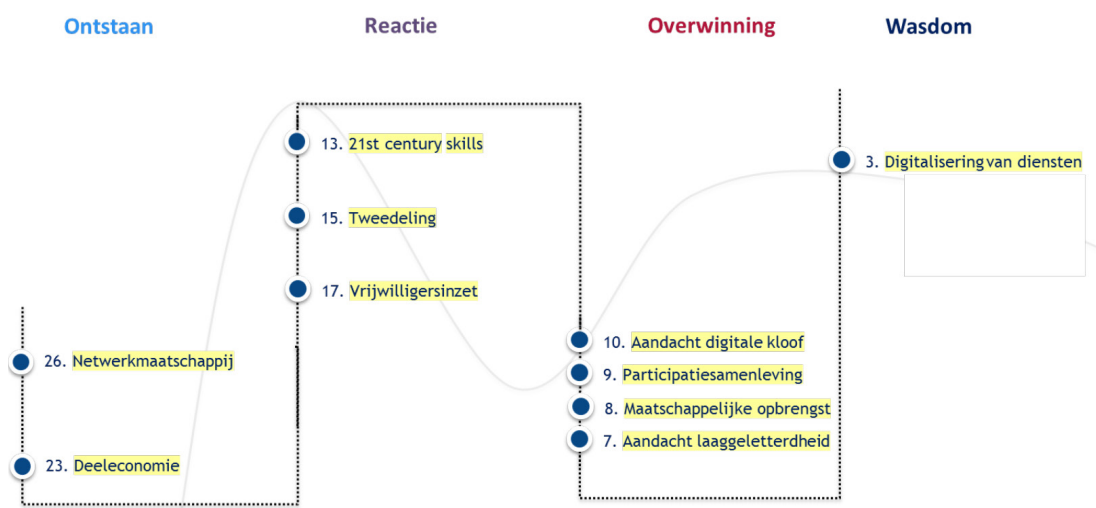 Ontstaan
Reactie
Overwinning
Wasdom
13. 21st century skills
3. Digitalisering van diensten
15. Tweedeling
17. Vrijwilligersinzet
10. Aandacht digitale kloof
26. Netwerkmaatschappij
9. Participatiesamenleving
8. Maatschappelijke opbrengst
7. Aandacht laaggeletterdheid
23. Deeleconomie